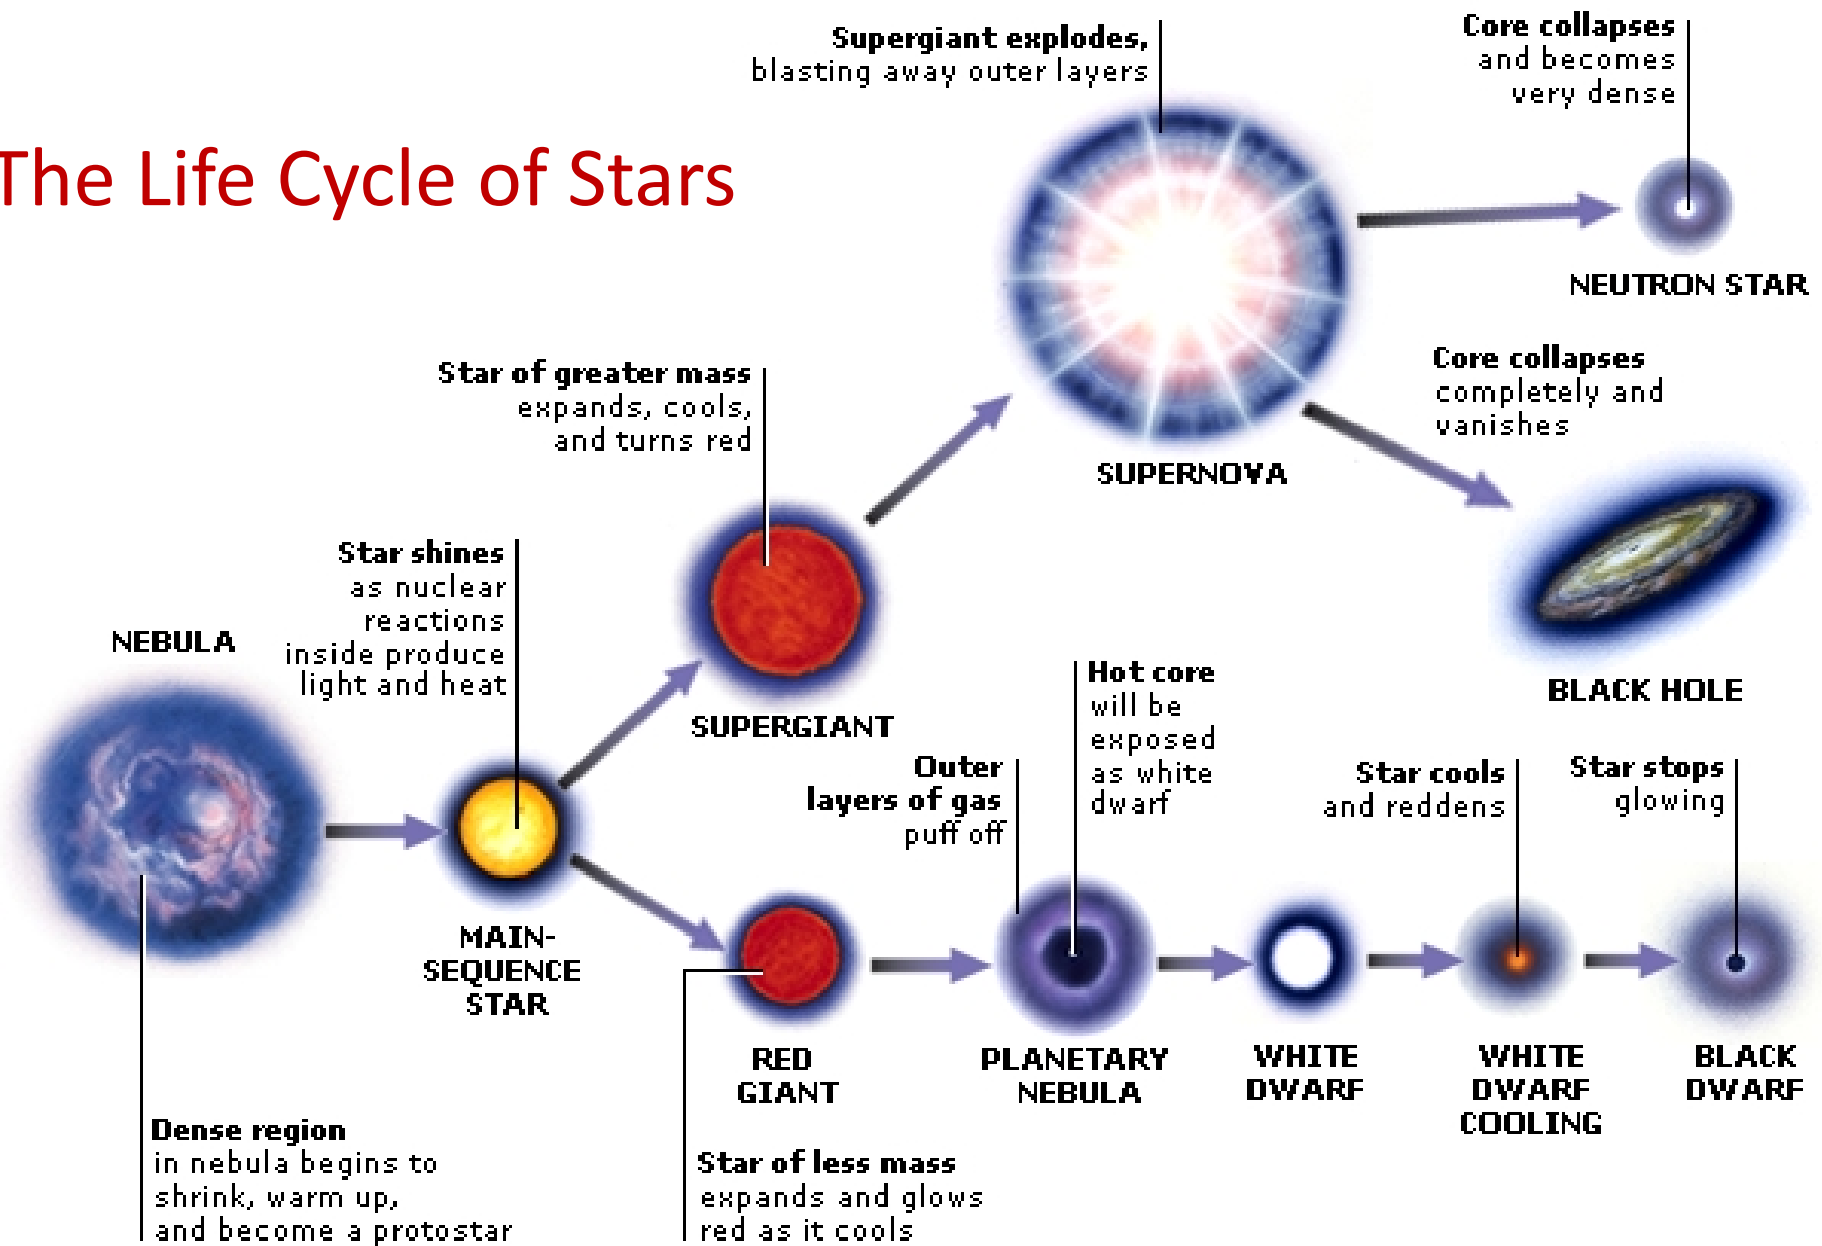 The Life Cycle of Stars
Supergiant explodes,
blasting away outer layers
Core collapses
and becomes
very dense
NEUTRON STAR
Core collapses
completely and
vanishes
SUPERNOVA
BLACK HOLE
Star of greater mass
expands, cools,
and turns red
SUPERGIANT
Star shines
as nuclear
reactions
inside produce
light and heat
NEBULA
MAIN-
SEQUENCE
STAR
Dense region
in nebula begins to
shrink, warm up,
and become a protostar
RED
GIANT
Star of less mass
expands and glows
red as it cools
Outer
layers of gas
puff off
Hot core
will be
exposed
as white
dwarf
PLANETARY
NEBULA
WHITE
DWARF
Star cools
and reddens
WHITE
DWARF
COOLING
Star stops
glowing
BLACK
DWARF